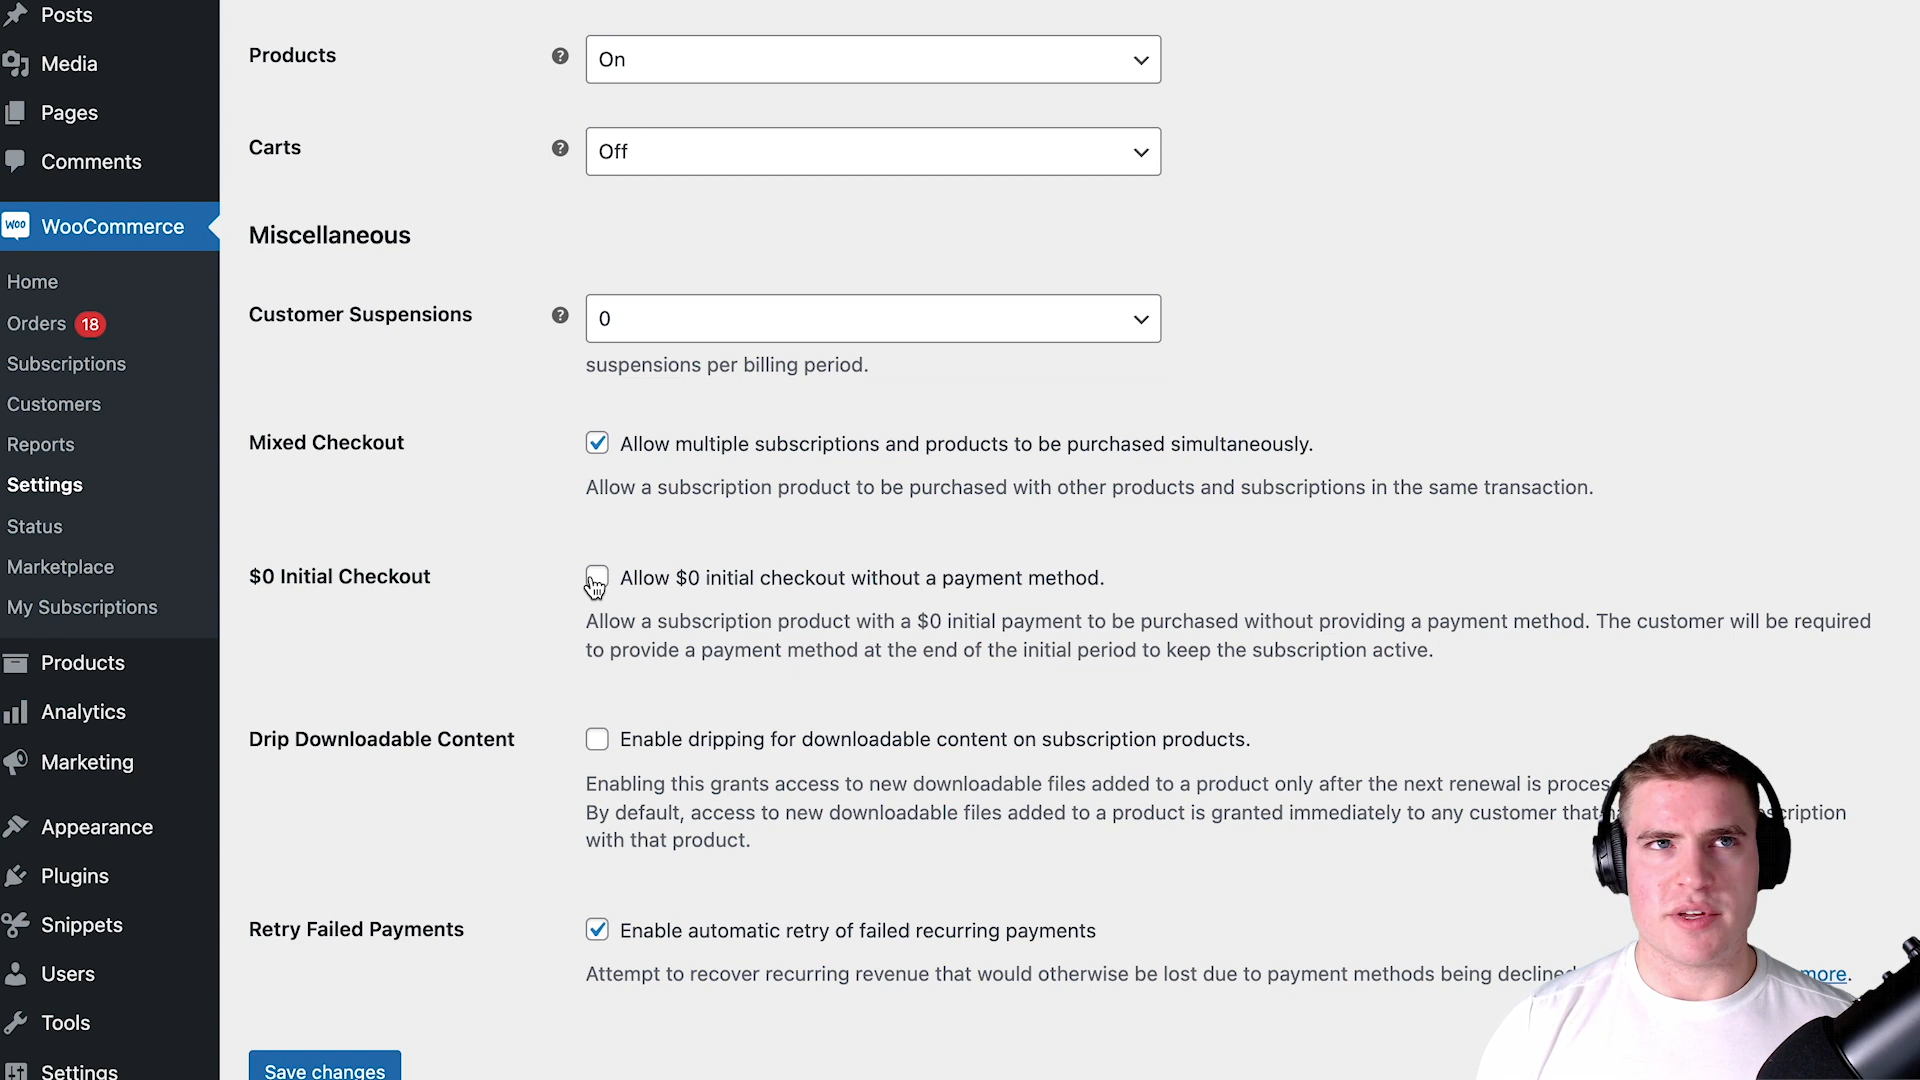 Posts
Media
Pages
Comments
WOO WooCommerce
Home
Orders 18
Subscriptions
Customers
Reports
Settings
Status
Marketplace
My Subscriptions
Products
Analytics
Marketing
Appearance
Plugins
Snippets
Users
Tools
Settings
Products ? On
Carts ? Off
Miscellaneous
Customer Suspensions ? 0
suspensions per billing period.
Mixed Checkout Allow multiple subscriptions and products to be purchased simultaneously.
Allow a subscription product to be purchased with other products and subscriptions in the same transaction.
$0 Initial Checkout Allow $0 initial checkout without a payment method.
Allow a subscription product with a $0 initial payment to be purchased without providing a payment method. The customer will be required
to provide a payment method at the end of the initial period to keep the subscription active.
Drip Downloadable Content Enable dripping for downloadable content on subscription products.
Enabling this grants access to new downloadable files added to a product only after the next renewal is proces
By default, access to new downloadable files added to a product is granted immediately to any customer that scription
with that product.
Retry Failed Payments Enable automatic retry of failed recurring payments
Attempt to recover recurring revenue that would otherwise be lost due to payment methods being declined more.
Save changes